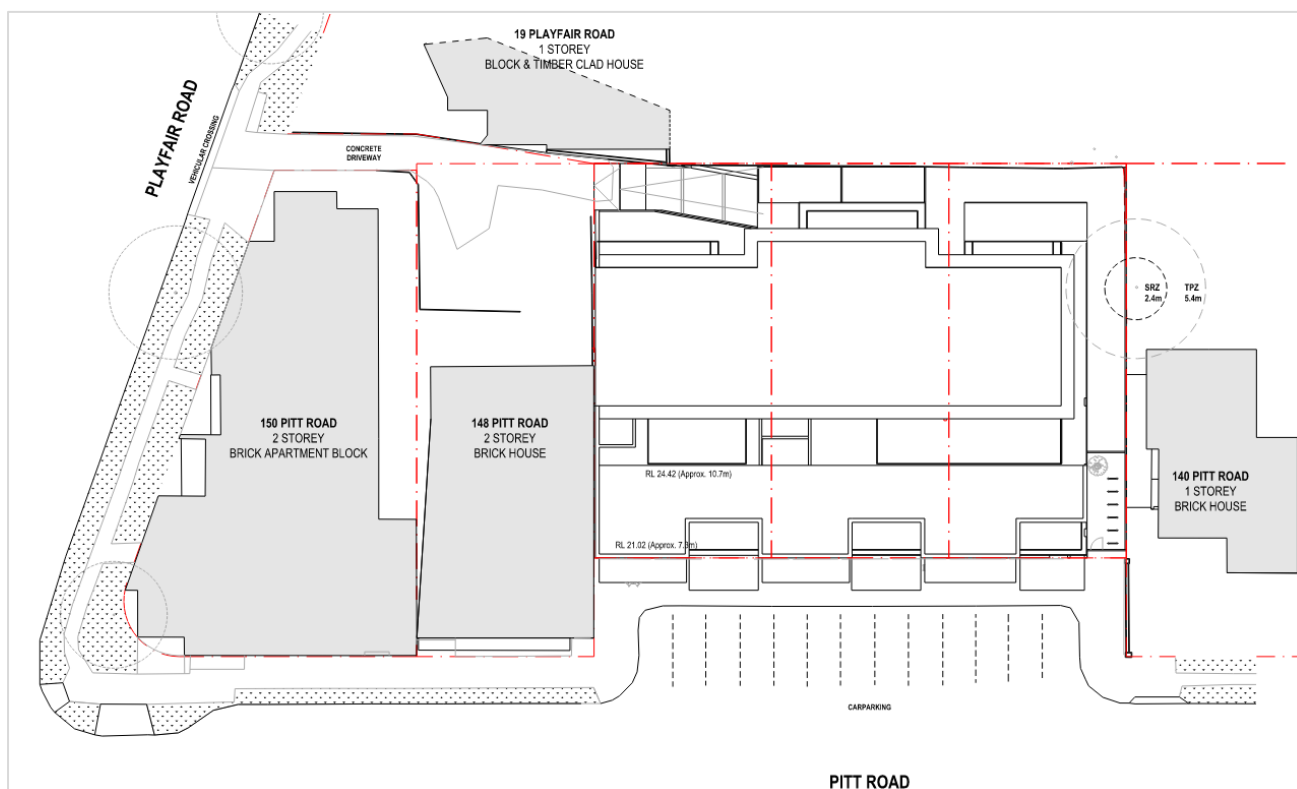 19 PLAYFAIR ROAD
1 STOREY
BLOCK & TIMBER CLAD HOUSE
PLAYFAIR ROAD
VEHICULAR CROSSING
CONCRETE
DRIVEWAY
SRZ
2.4m
TPZ
5.4m
150 PITT ROAD
2 STOREY
BRICK APARTMENT BLOCK
148 PITT ROAD
2 STOREY
BRICK HOUSE
RL 24.42 (Approx. 10.7m)
140 PITT ROAD
1 STOREY
BRICK HOUSE
RL 21.02 (Approx.
CARPARKING
PITT ROAD